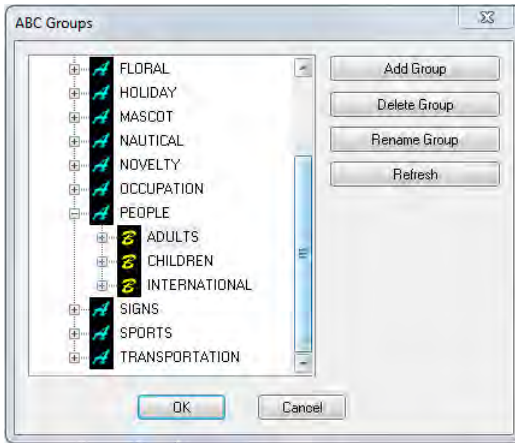 ABC Groups
A FLORAL
A HOLIDAY
A MASCOT
A NAUTICAL
A NOVELTY
A OCCUPATION
A PEOPLE
B ADULTS
B CHILDREN
B INTERNATIONAL
A SIGNS
A SPORTS
A TRANSPORTATION
Add Group
Delete Group
Rename Group
Refresh
OK
Cancel